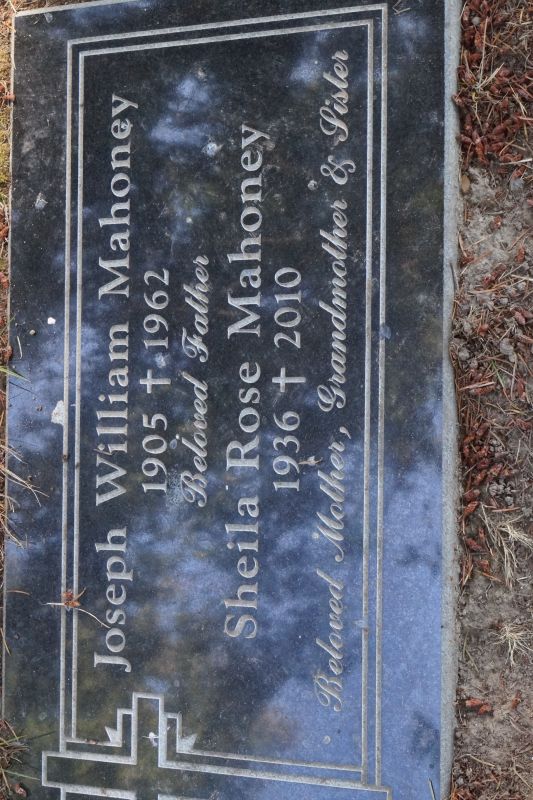 Joseph William Mahoney
1905 † 1962
Beloved Father
Sheila Rose Mahoney
1936 † 2010
Beloved Mother, Grandmother & Sister